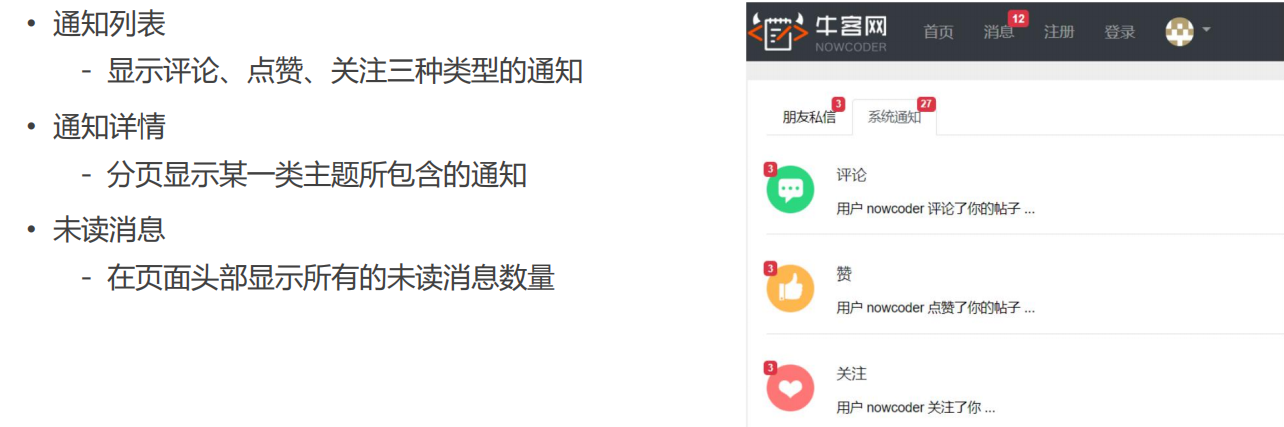 • 通知列表
- 显示评论、点赞、关注三种类型的通知
• 通知详情
- 分页显示某一类主题所包含的通知
• 未读消息
- 在页面头部显示所有的未读消息数量
牛客网
NOWCODER
首页 消息 12 注册 登录
朋友私信 3 系统通知 27
3
评论
用户 nowcoder 评论了你的帖子 ...
3
赞
用户 nowcoder 点赞了你的帖子 ...
3
关注
用户 nowcoder 关注了你 ...